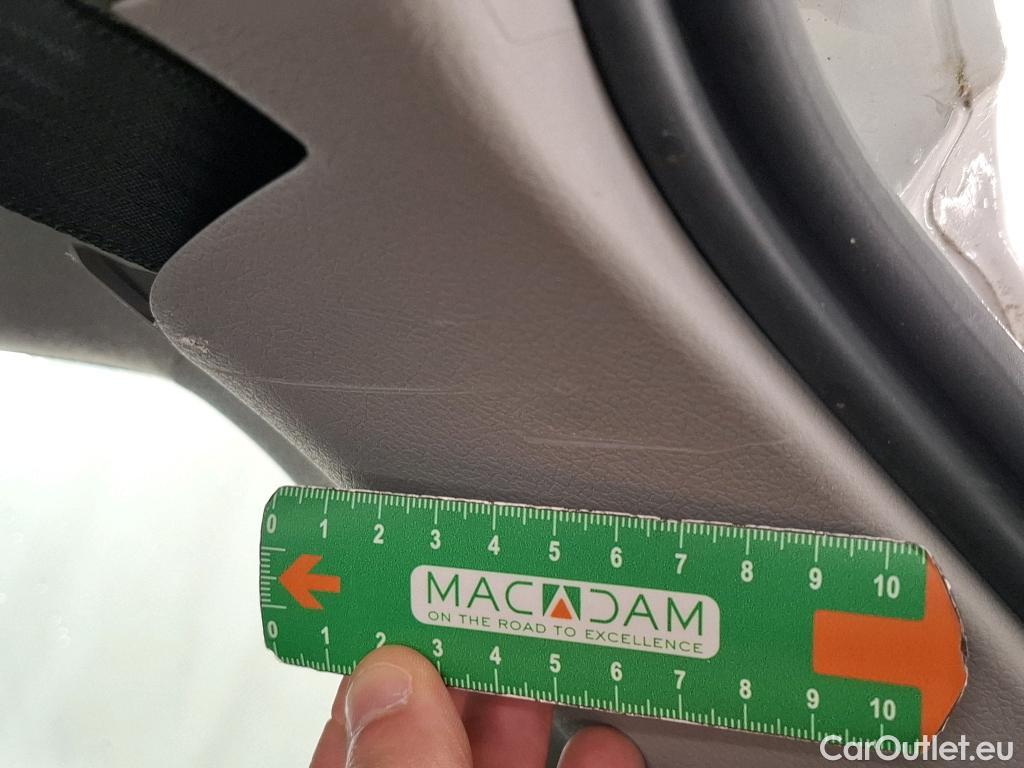 0 1 2 3 4 5 6 7 8 9 10
MACADAM
ON THE ROAD TO EXCELLENCE
0 1 2 3 4 5 6 7 8 9 10
CarOutlet.eu